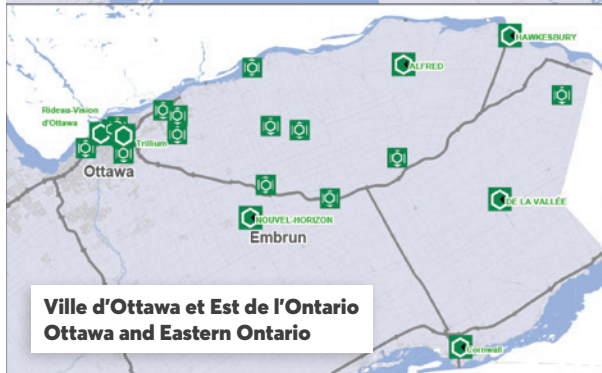 HAWKESBURY
ALFRED
Rideau-Vision
d'Ottawa
Trillium
Ottawa
DE LA VALLÉE
NOUVEL-HORIZON
Embrun
Ville d'Ottawa et Est de l'Ontario
Ottawa and Eastern Ontario
Cornwall